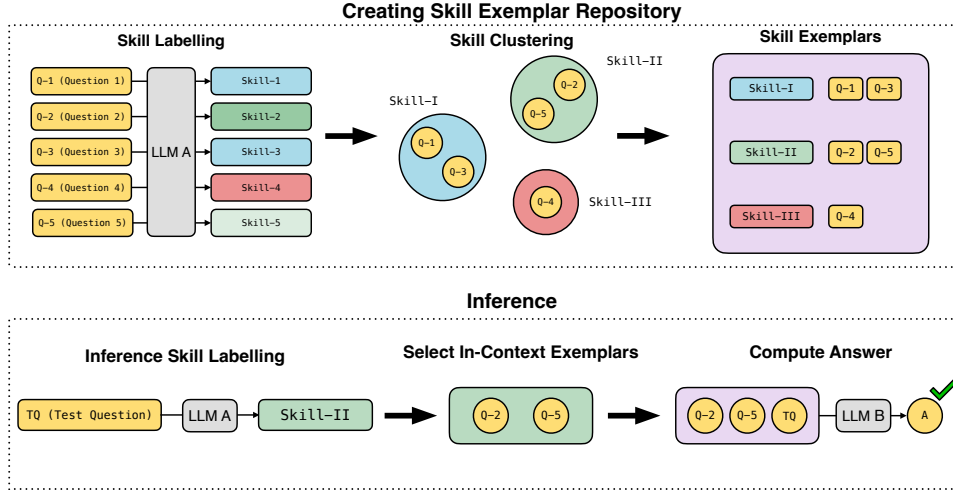 Creating Skill Exemplar Repository
Skill Labelling
Skill Clustering
Skill Exemplars
Q-1 (Question 1)
Q-2 (Question 2)
Q-3 (Question 3)
Q-4 (Question 4)
Q-5 (Question 5)
LLM A
Skill-1
Skill-2
Skill-3
Skill-4
Skill-5
Skill-I
Q-1
Q-3
Skill-II
Q-2
Q-5
Q-4
Skill-III
Skill-I
Q-1
Q-3
Skill-II
Q-2
Q-5
Skill-III
Q-4
Inference
Inference Skill Labelling
Select In-Context Exemplars
Compute Answer
TQ (Test Question)
LLM A
Skill-II
Q-2
Q-5
Q-2
Q-5
TQ
LLM B
A